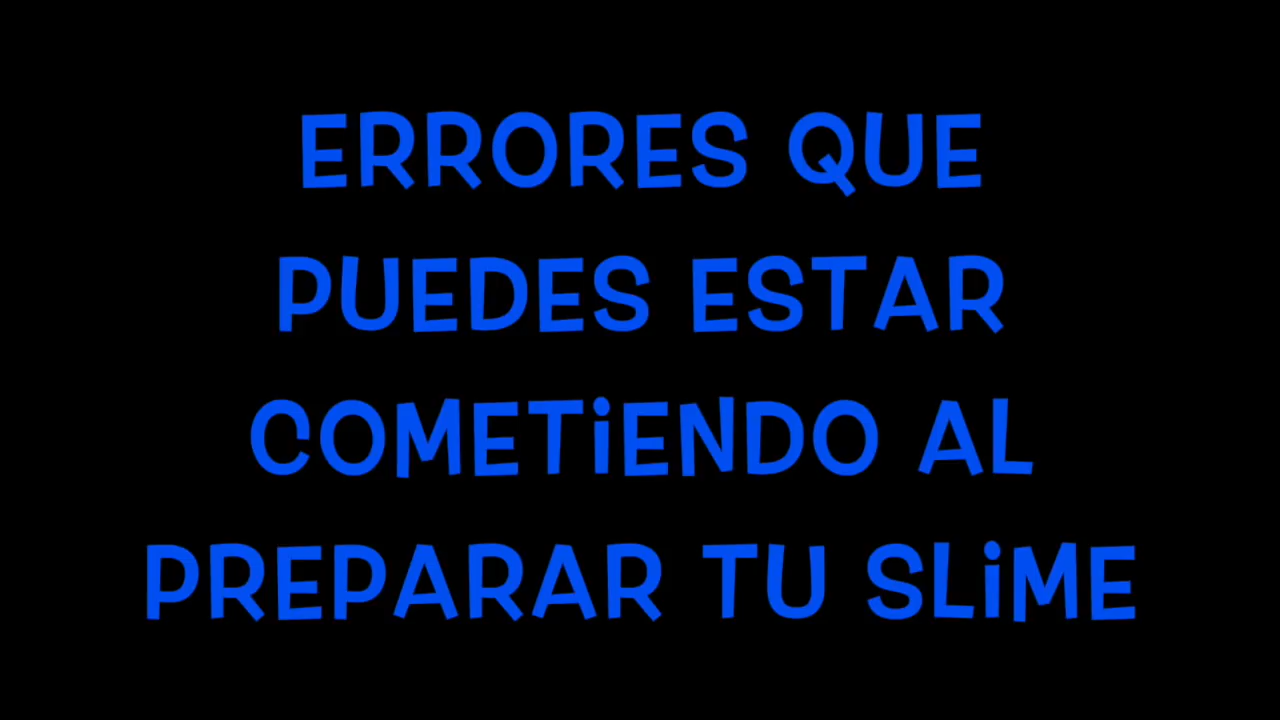 ERRORES QUE
PUEDES ESTAR
COMETiENDO AL
PREPARAR TU SLiME